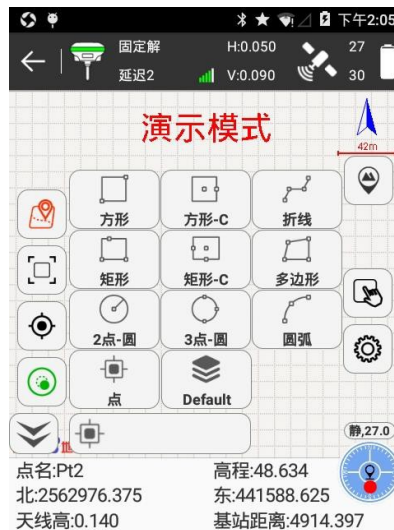 下午2:05
固定解 H:0.050 27
延迟2 V:0.090 30
演示模式
42m
方形 方形-C 折线
矩形 矩形-C 多边形
2点-圆 3点-圆 圆弧
点 Default
静,27.0
点名:Pt2 高程:48.634
北:2562976.375 东:441588.625
天线高:0.140 基站距离:4914.397